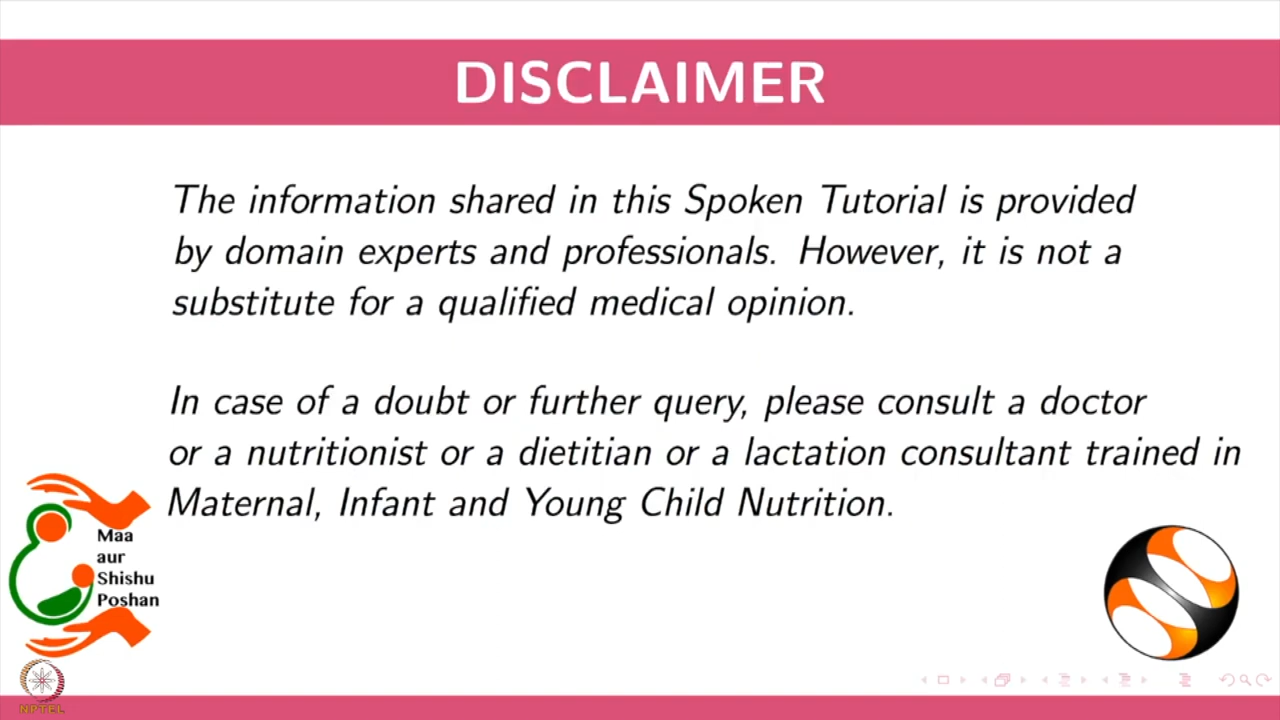 DISCLAIMER
The information shared in this Spoken Tutorial is provided
by domain experts and professionals. However, it is not a
substitute for a qualified medical opinion.
In case of a doubt or further query, please consult a doctor
or a nutritionist or a dietitian or a lactation consultant trained in
Maternal, Infant and Young Child Nutrition.
Maa
aur
Shishu
Poshan
NPTEL